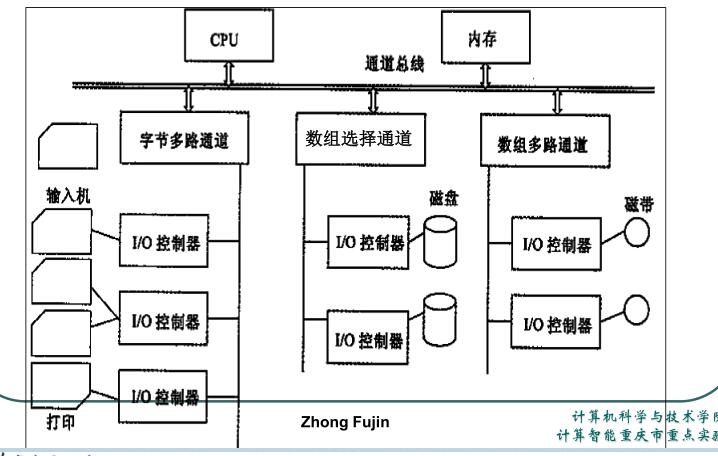 CPU
内存
通道总线
字节多路通道
数组选择通道
数组多路通道
输入机
磁盘
磁带
I/O 控制器
I/O 控制器
I/O 控制器
I/O 控制器
I/O 控制器
I/O 控制器
I/O 控制器
打印
Zhong Fujin
计算机科学与技术学院
计算智能重庆市重点实